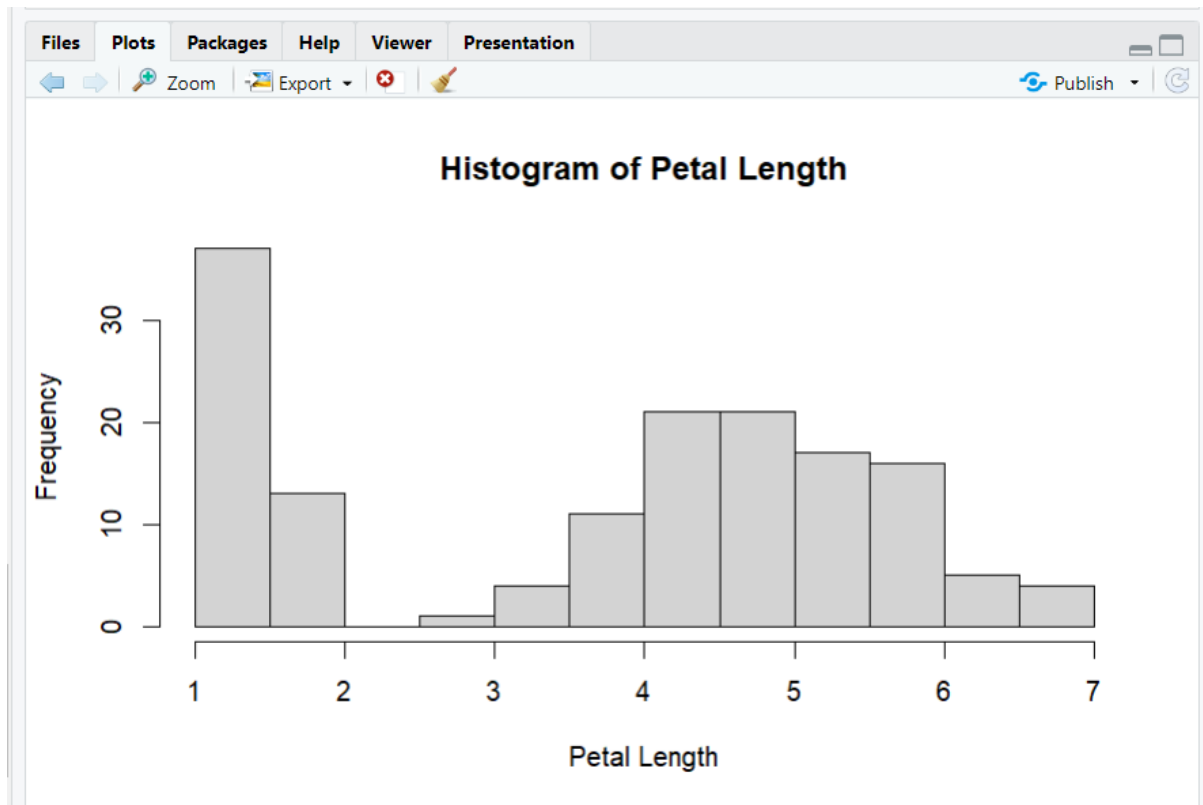 Files Plots Packages Help Viewer Presentation
Zoom Export Publish
Histogram of Petal Length
30
20
10
0
Frequency
1 2 3 4 5 6 7
Petal Length